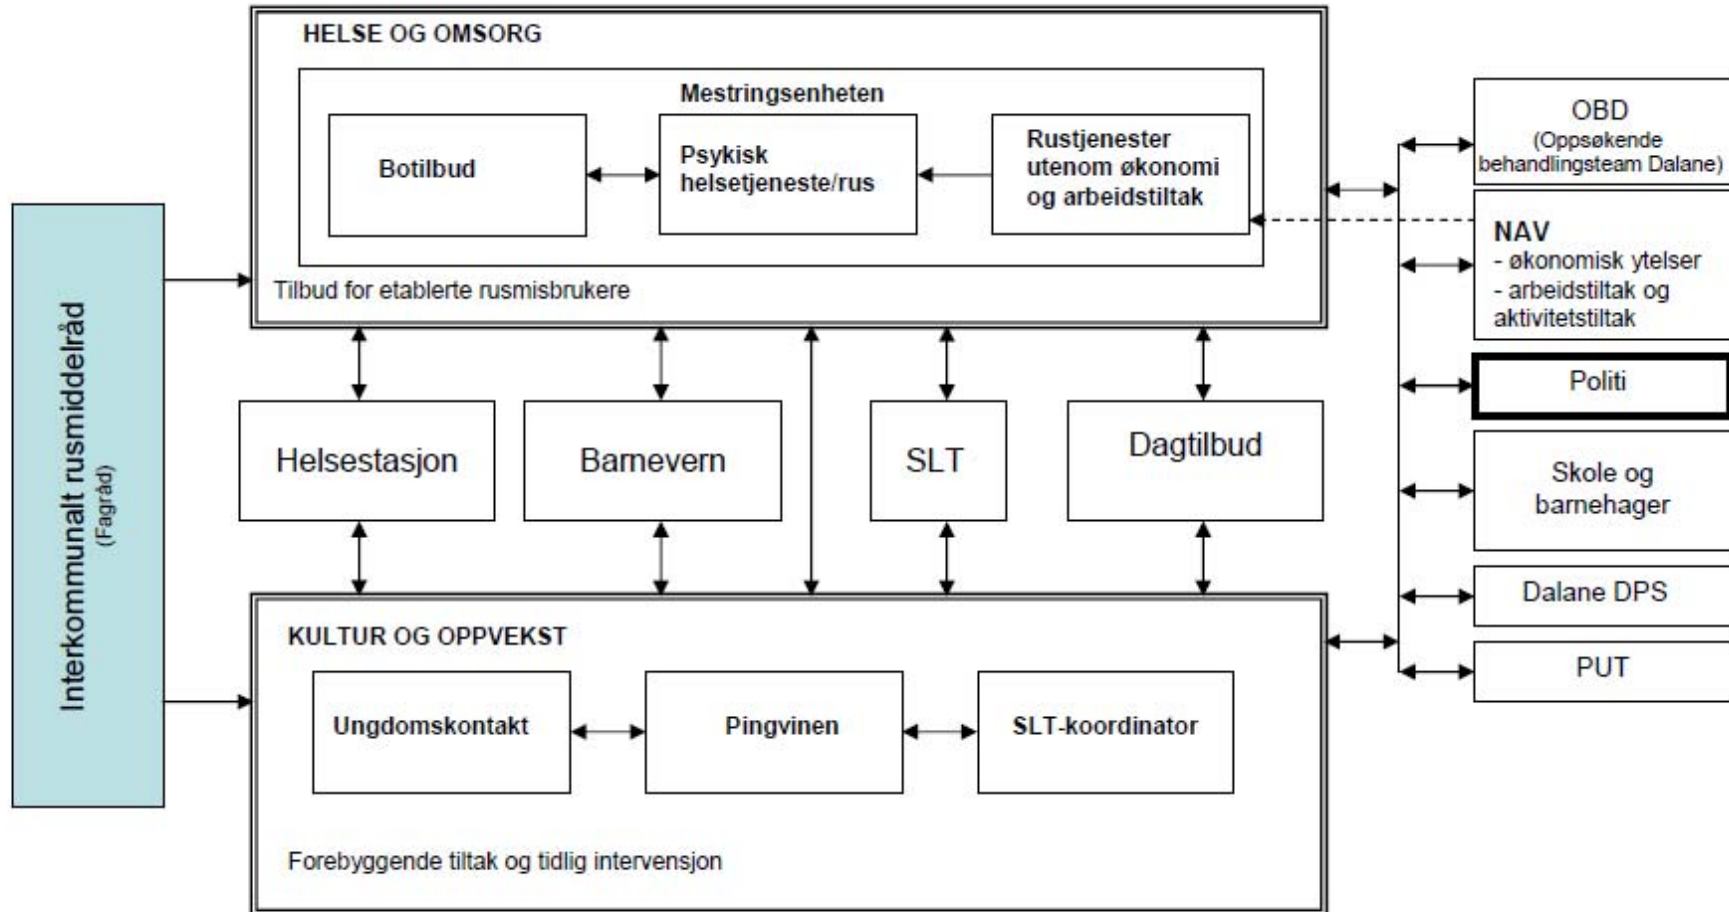 HELSE OG OMSORG
Mestringsenheten
Botilbud
Psykisk
helsetjeneste/rus
Rustjenester
utenom økonomi
og arbeidstiltak
Tilbud for etablerte rusmisbrukere
Interkommunalt rusmiddelråd
(Fagråd)
Helsestasjon
Barnevern
SLT
Dagtilbud
KULTUR OG OPPVEKST
Ungdomskontakt
Pingvinen
SLT-koordinator
Forebyggende tiltak og tidlig intervensjon
OBD
(Oppsøkende
behandlingsteam Dalane)
NAV
- økonomisk ytelser
- arbeidstiltak og
aktivitetstiltak
Politi
Skole og
barnehager
Dalane DPS
PUT